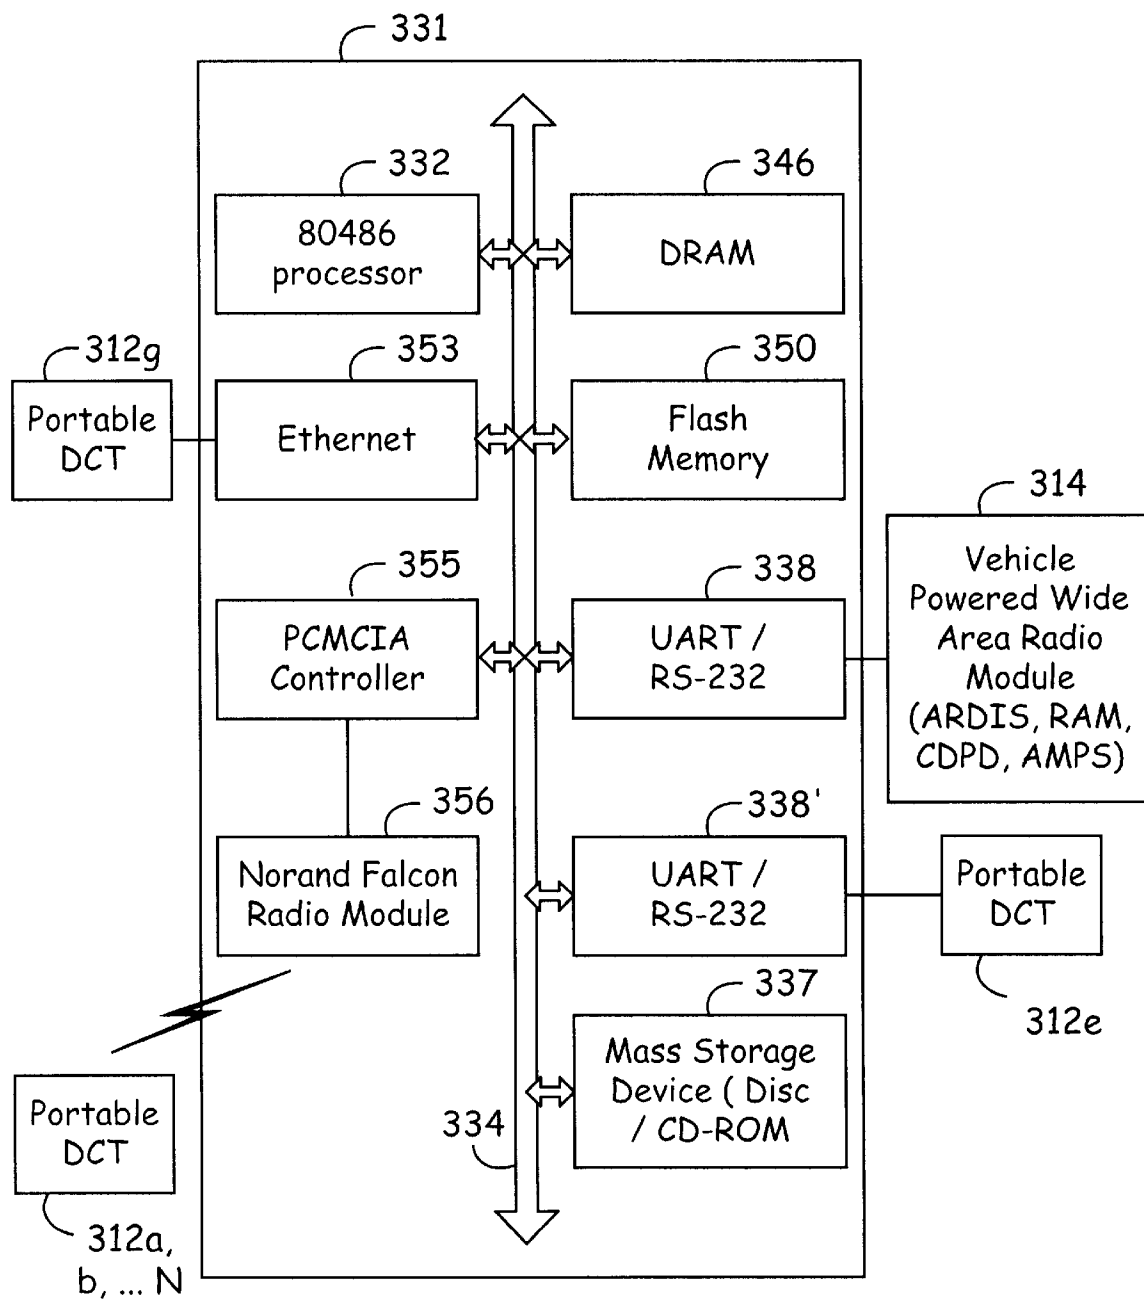 331
332
80486
processor
346
DRAM
312g
Portable
DCT
353
Ethernet
350
Flash
Memory
355
PCMCIA
Controller
338
UART /
RS-232
314
Vehicle
Powered Wide
Area Radio
Module
(ARDIS, RAM,
CDPD, AMPS)
356
Norand Falcon
Radio Module
338'
UART /
RS-232
Portable
DCT
312e
337
Mass Storage
Device ( Disc
/ CD-ROM
334
Portable
DCT
312a,
b, ... N